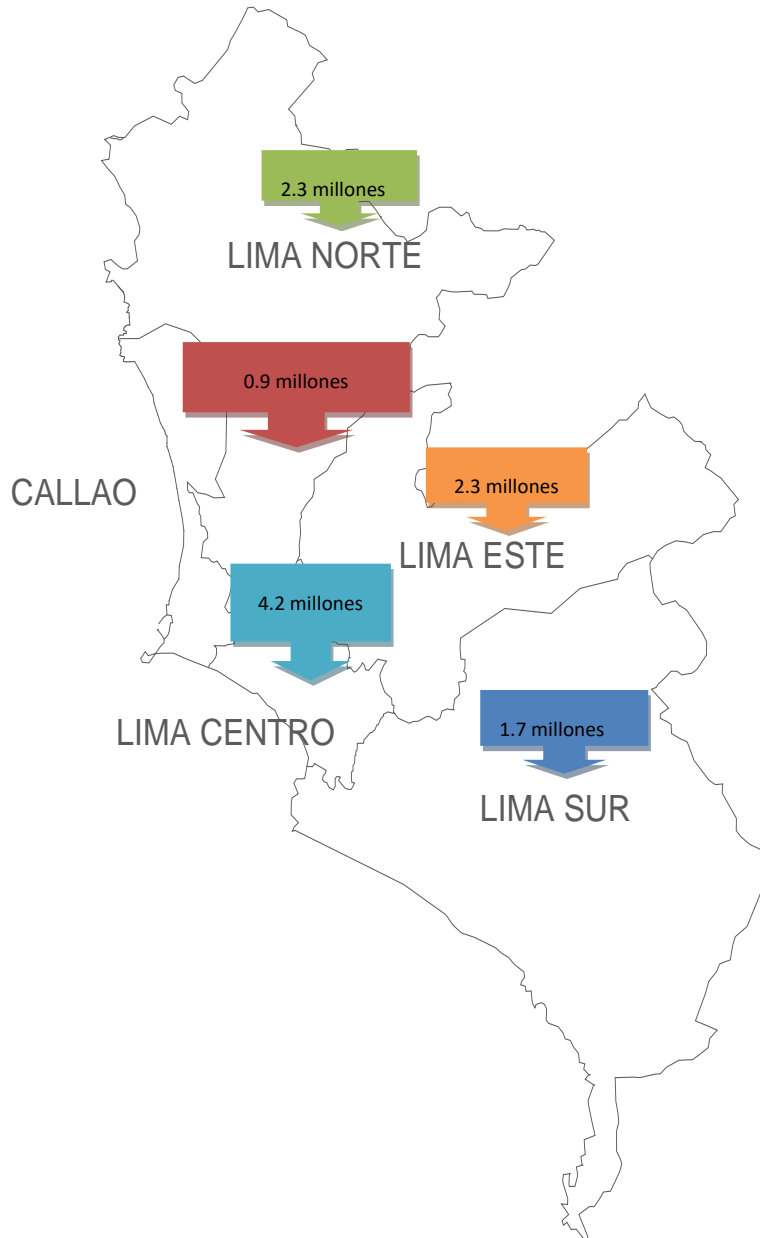 2.3 millones
LIMA NORTE
0.9 millones
CALLAO
2.3 millones
LIMA ESTE
4.2 millones
LIMA CENTRO
1.7 millones
LIMA SUR